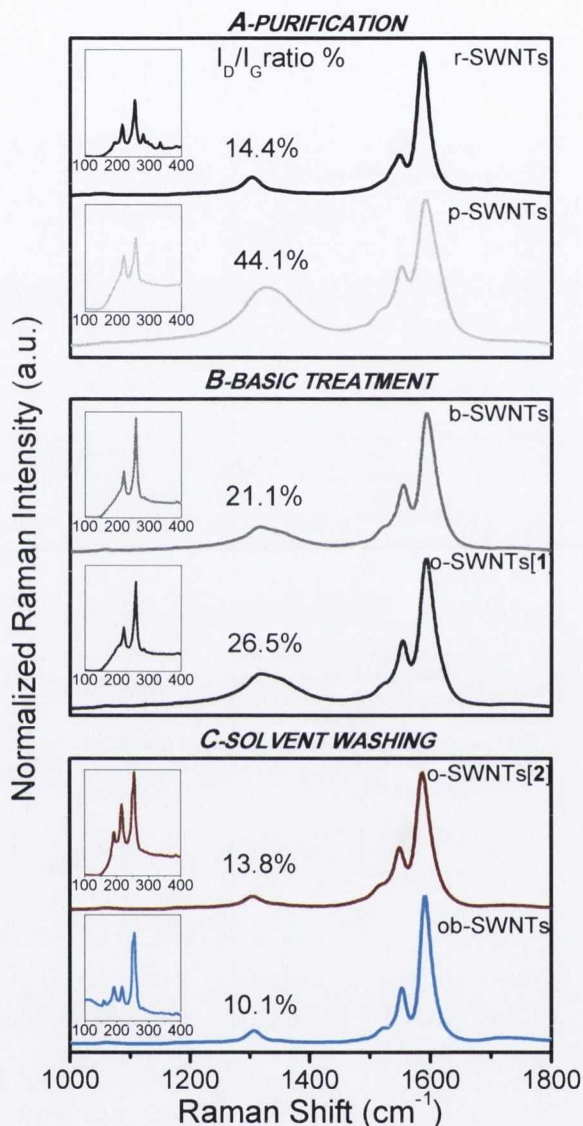 A-PURIFICATION
I_D/I_G ratio %
r-SWNTs
14.4%
100 200 300 400
p-SWNTs
44.1%
100 200 300 400
B-BASIC TREATMENT
b-SWNTs
21.1%
100 200 300 400
o-SWNTs[1]
26.5%
100 200 300 400
C-SOLVENT WASHING
o-SWNTs[2]
13.8%
100 200 300 400
ob-SWNTs
10.1%
100 200 300 400
1000 1200 1400 1600 1800
Raman Shift (cm⁻¹)
Normalized Raman Intensity (a.u.)